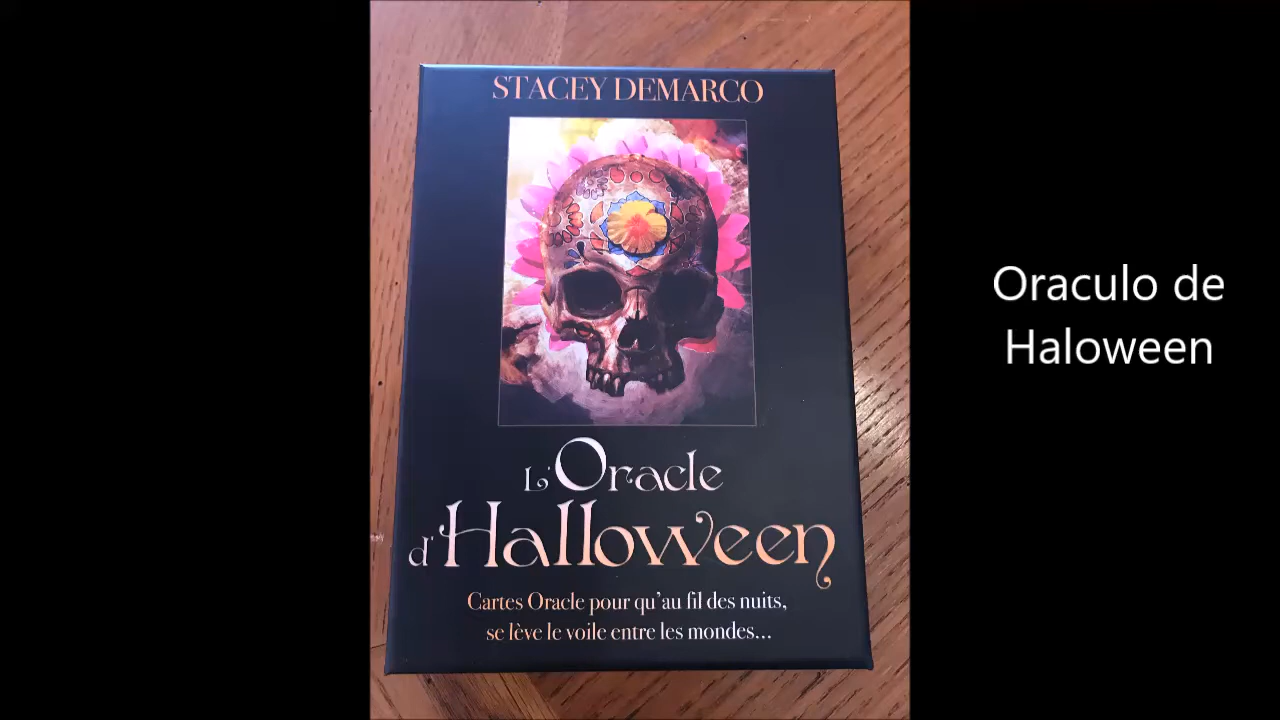 STACEY DEMARCO
L'Oracle
d'Halloween
Cartes Oracle pour qu'au fil des nuits,
se lève le voile entre les mondes...
Oraculo de
Haloween